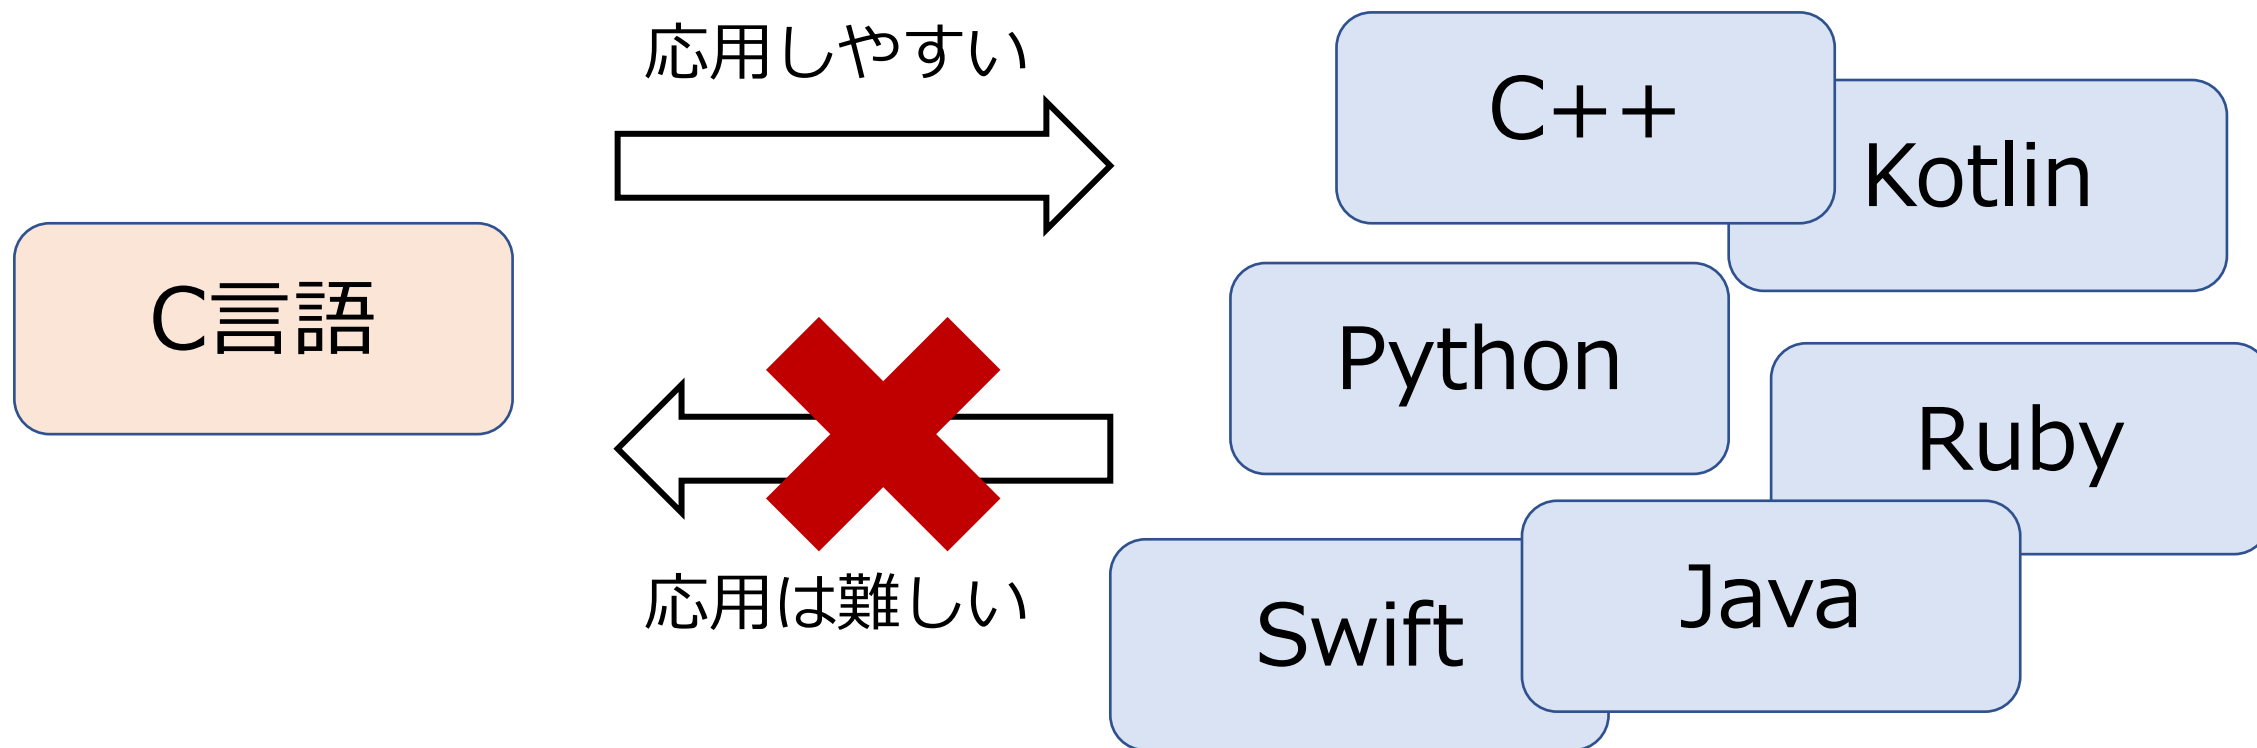 応用しやすい
C言語
応用は難しい
C++
Kotlin
Python
Ruby
Java
Swift